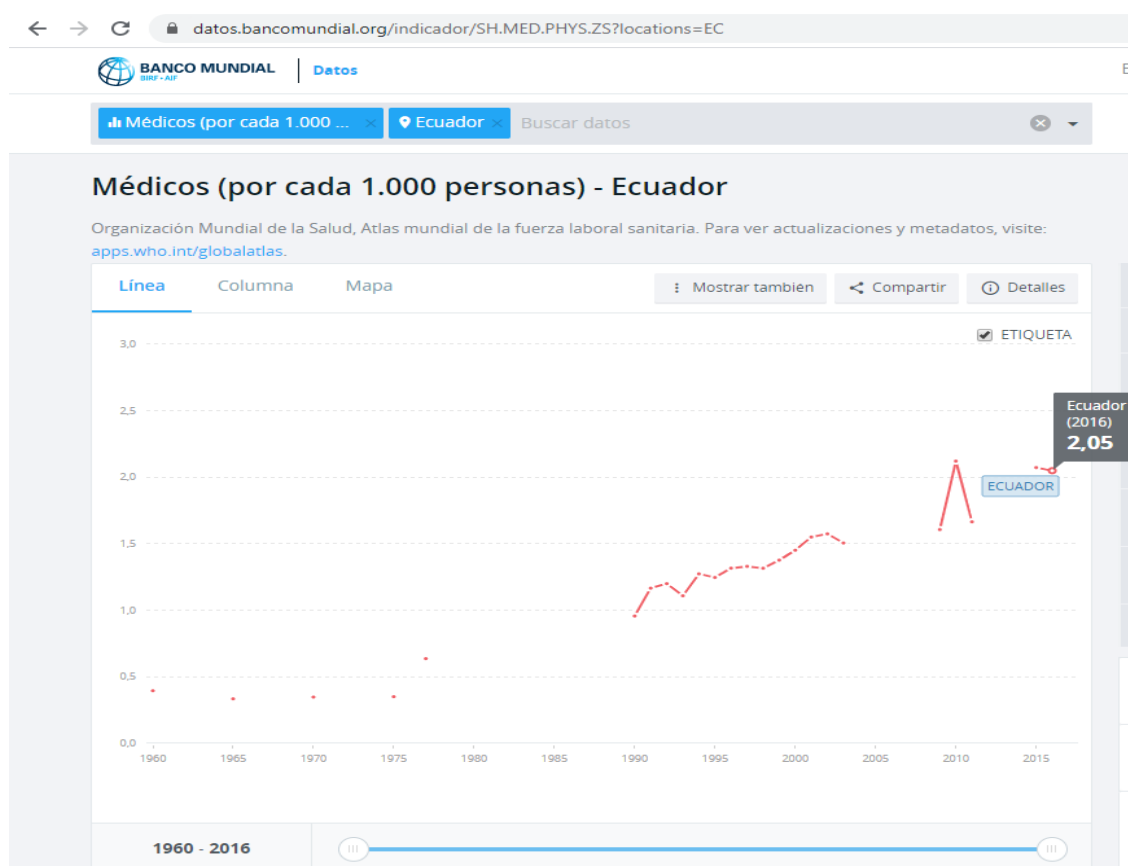 datos.bancomundial.org/indicador/SH.MED.PHYS.ZS?locations=EC
BANCO MUNDIAL
BIRF • AIF
Datos
E
Médicos (por cada 1.000 ... × Ecuador × Buscar datos
Médicos (por cada 1.000 personas) - Ecuador
Organización Mundial de la Salud, Atlas mundial de la fuerza laboral sanitaria. Para ver actualizaciones y metadatos, visite:
apps.who.int/globalatlas.
Línea Columna Mapa Mostrar también Compartir Detalles
ETIQUETA
3,0
2,5
2,0
1,5
1,0
0,5
0,0
Ecuador
(2016)
2,05
ECUADOR
1960 1965 1970 1975 1980 1985 1990 1995 2000 2005 2010 2015
1960 - 2016